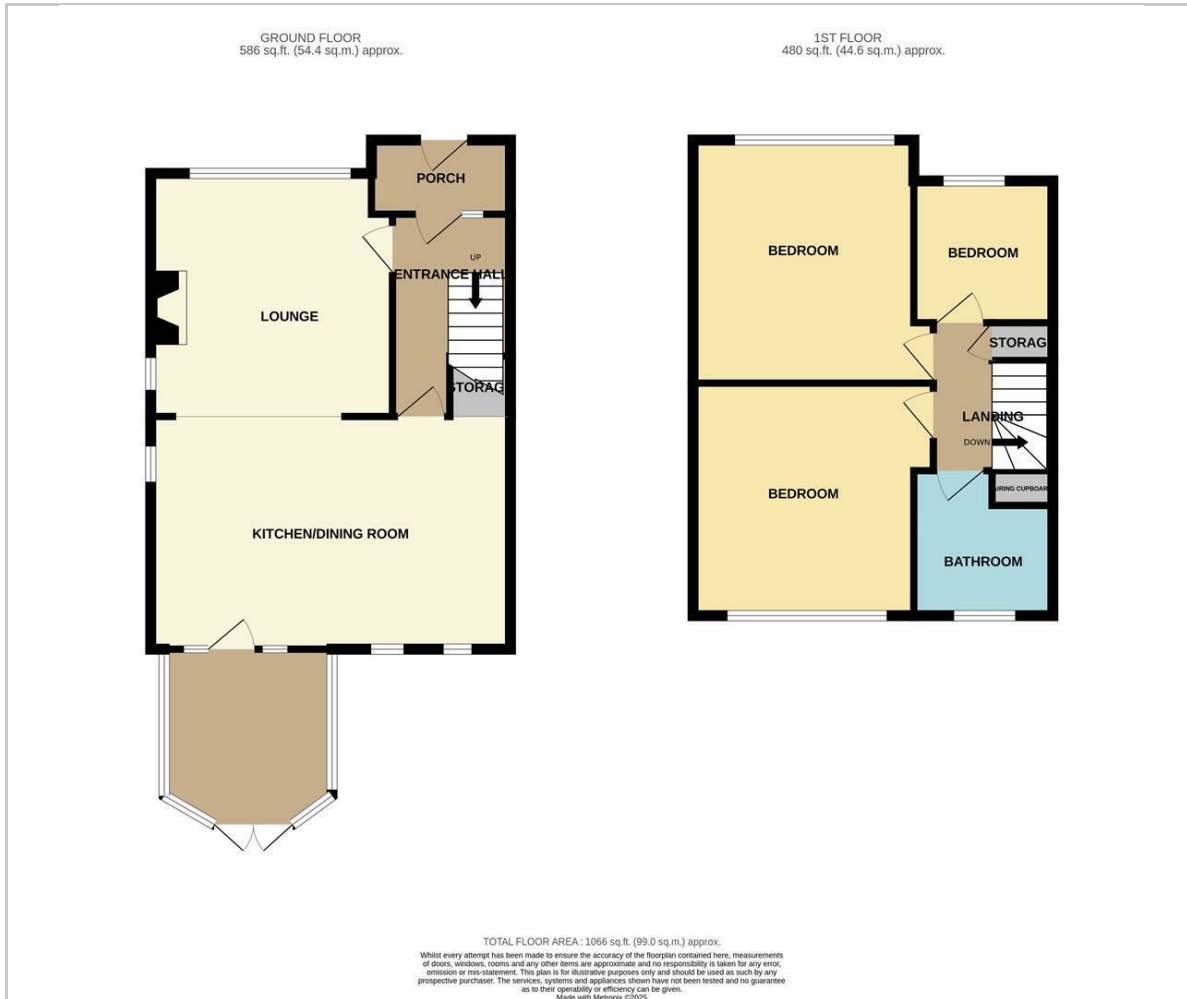 GROUND FLOOR
586 sq.ft. (54.4 sq.m.) approx.
PORCH
UP
ENTRANCE HALL
LOUNGE
STORAG
KITCHEN/DINING ROOM
1ST FLOOR
480 sq.ft. (44.6 sq.m.) approx.
BEDROOM
BEDROOM
STORAG
LANDING
DOWN
BEDROOM
IRING CUPBOAR
BATHROOM
TOTAL FLOOR AREA : 1066 sq.ft. (99.0 sq.m.) approx.
Whilst every attempt has been made to ensure the accuracy of the floorplan contained here, measurements
of doors, windows, rooms and any other items are approximate and no responsibility is taken for any error,
omission or mis-statement. This plan is for illustrative purposes only and should be used as such by any
prospective purchaser. The services, systems and appliances shown have not been tested and no guarantee
as to their operability or efficiency can be given.
Made with Metropix ©2025